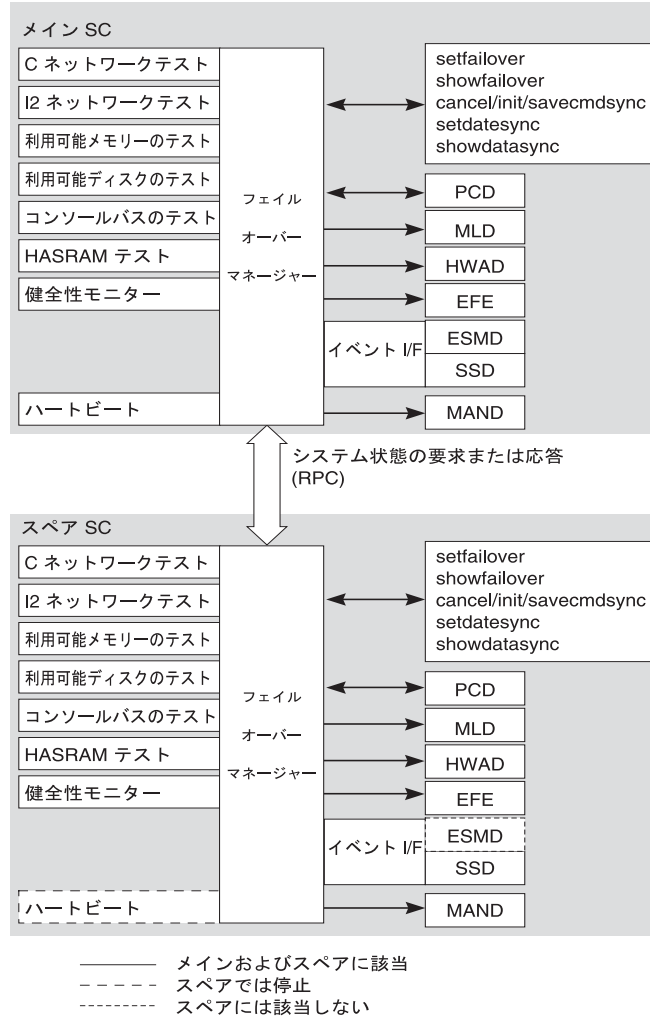 メイン SC
C ネットワークテスト
I2 ネットワークテスト
利用可能メモリーのテスト
利用可能ディスクのテスト
コンソールバスのテスト
HASRAM テスト
健全性モニター
ハートビート
フェイル
オーバー
マネージャー
setfailover
showfailover
cancel/init/savecmdsync
setdatesync
showdatasync
PCD
MLD
HWAD
EFE
イベント I/F
ESMD
SSD
MAND
システム状態の要求または応答
(RPC)
スペア SC
C ネットワークテスト
I2 ネットワークテスト
利用可能メモリーのテスト
利用可能ディスクのテスト
コンソールバスのテスト
HASRAM テスト
健全性モニター
ハートビート
フェイル
オーバー
マネージャー
setfailover
showfailover
cancel/init/savecmdsync
setdatesync
showdatasync
PCD
MLD
HWAD
EFE
イベント I/F
ESMD
SSD
MAND
メインおよびスペアに該当
スペアでは停止
スペアには該当しない